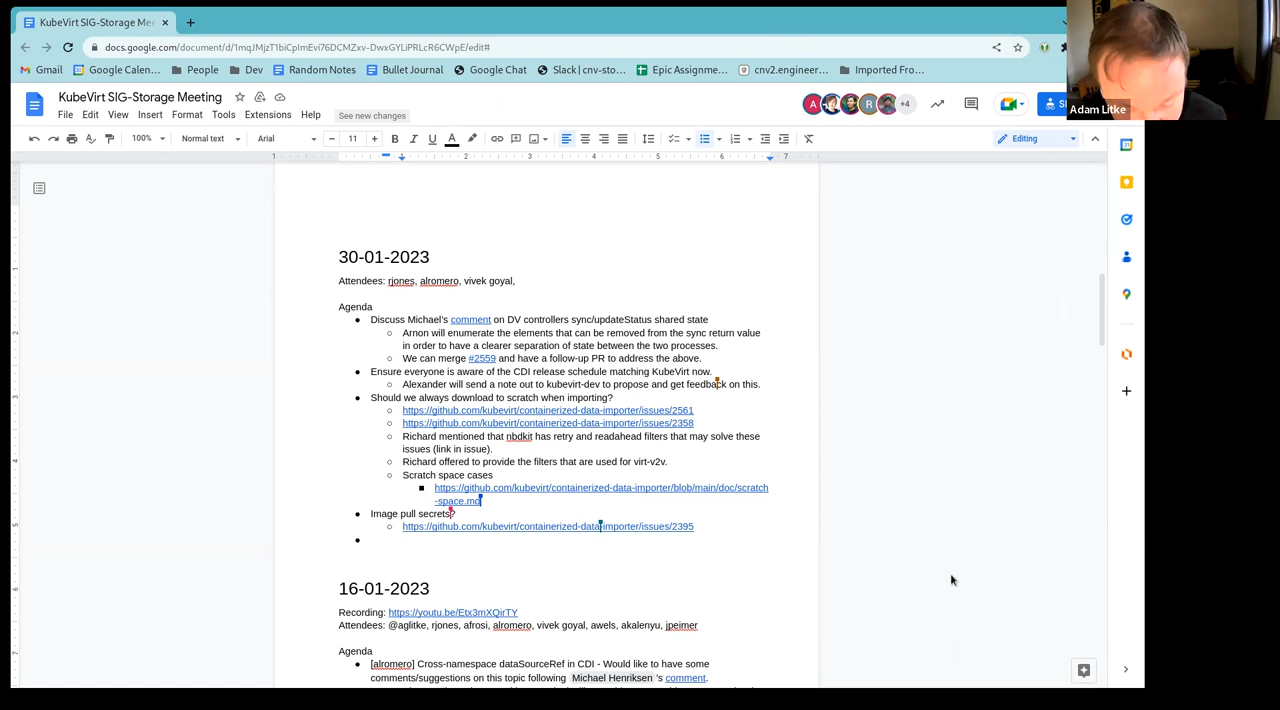 KubeVirt SIG-Storage Mee
docs.google.com/document/d/1mqJMjzT1biCpImEvi76DCMZxv-DwxGYLiPRLcR6CWpE/edit#
Gmail
Google Calen…
People
Dev
Random Notes
Bullet Journal
Google Chat
Slack | cnv-sto…
Epic Assignme…
cnv2.engineer…
Imported Fro…
KubeVirt SIG-Storage Meeting
File Edit View Insert Format Tools Extensions Help See new changes
A R +4
Adam Litke
100% Normal text Arial 11 Editing
1 1 2 3 4 5 6 7
30-01-2023
Attendees: rjones, alromero, vivek goyal,
Agenda
● Discuss Michael's comment on DV controllers sync/updateStatus shared state
○ Arnon will enumerate the elements that can be removed from the sync return value
in order to have a clearer separation of state between the two processes.
○ We can merge #2559 and have a follow-up PR to address the above.
● Ensure everyone is aware of the CDI release schedule matching KubeVirt now.
○ Alexander will send a note out to kubevirt-dev to propose and get feedback on this.
● Should we always download to scratch when importing?
○ https://github.com/kubevirt/containerized-data-importer/issues/2561
○ https://github.com/kubevirt/containerized-data-importer/issues/2358
○ Richard mentioned that nbdkit has retry and readahead filters that may solve these
issues (link in issue).
○ Richard offered to provide the filters that are used for virt-v2v.
○ Scratch space cases
■ https://github.com/kubevirt/containerized-data-importer/blob/main/doc/scratch
-space.md
● Image pull secrets?
○ https://github.com/kubevirt/containerized-data-importer/issues/2395
●
16-01-2023
Recording: https://youtu.be/Etx3mXQirTY
Attendees: @aglitke, rjones, afrosi, alromero, vivek goyal, awels, akalenyu, jpeimer
Agenda
● [alromero] Cross-namespace dataSourceRef in CDI - Would like to have some
comments/suggestions on this topic following Michael Henriksen 's comment.